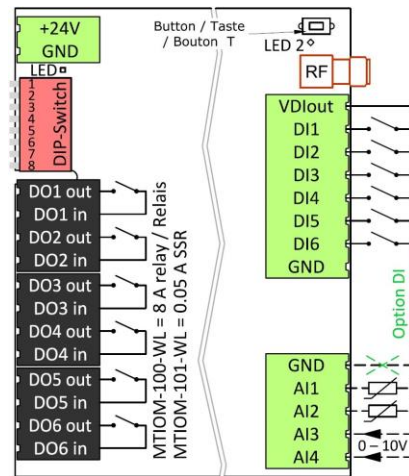 +24V
GND
LED
1
2
3
4
5
6
7
8
DIP-Switch
DO1 out
DO1 in
DO2 out
DO2 in
DO3 out
DO3 in
DO4 out
DO4 in
DO5 out
DO5 in
DO6 out
DO6 in
MTIOM-100-WL = 8 A relay / Relais
MTIOM-101-WL = 0.05 A SSR
Button / Taste
/ Bouton T
LED 2
RF
VDIout
DI1
DI2
DI3
DI4
DI5
DI6
GND
Option DI
GND
AI1
AI2
AI3
AI4
0 – 10V